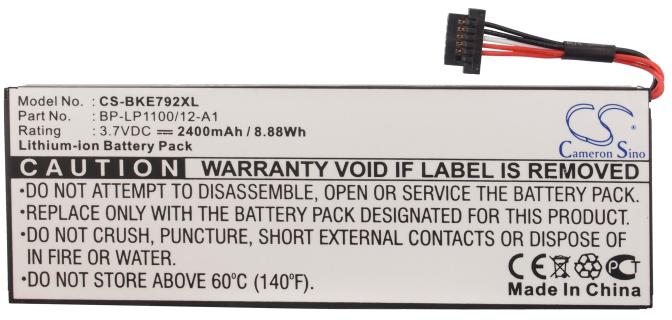 Model No. : CS-BKE792XL
Part No. : BP-LP1100/12-A1
Rating : 3.7VDC ⎓ 2400mAh / 8.88Wh
Lithium-ion Battery Pack
CS
Cameron Sino
CAUTION WARRANTY VOID IF LABEL IS REMOVED
•DO NOT ATTEMPT TO DISASSEMBLE, OPEN OR SERVICE THE BATTERY PACK.
•REPLACE ONLY WITH THE BATTERY PACK DESIGNATED FOR THIS PRODUCT.
•DO NOT CRUSH, PUNCTURE, SHORT EXTERNAL CONTACTS OR DISPOSE OF
IN FIRE OR WATER.
•DO NOT STORE ABOVE 60°C (140°F)
CE
Made in China